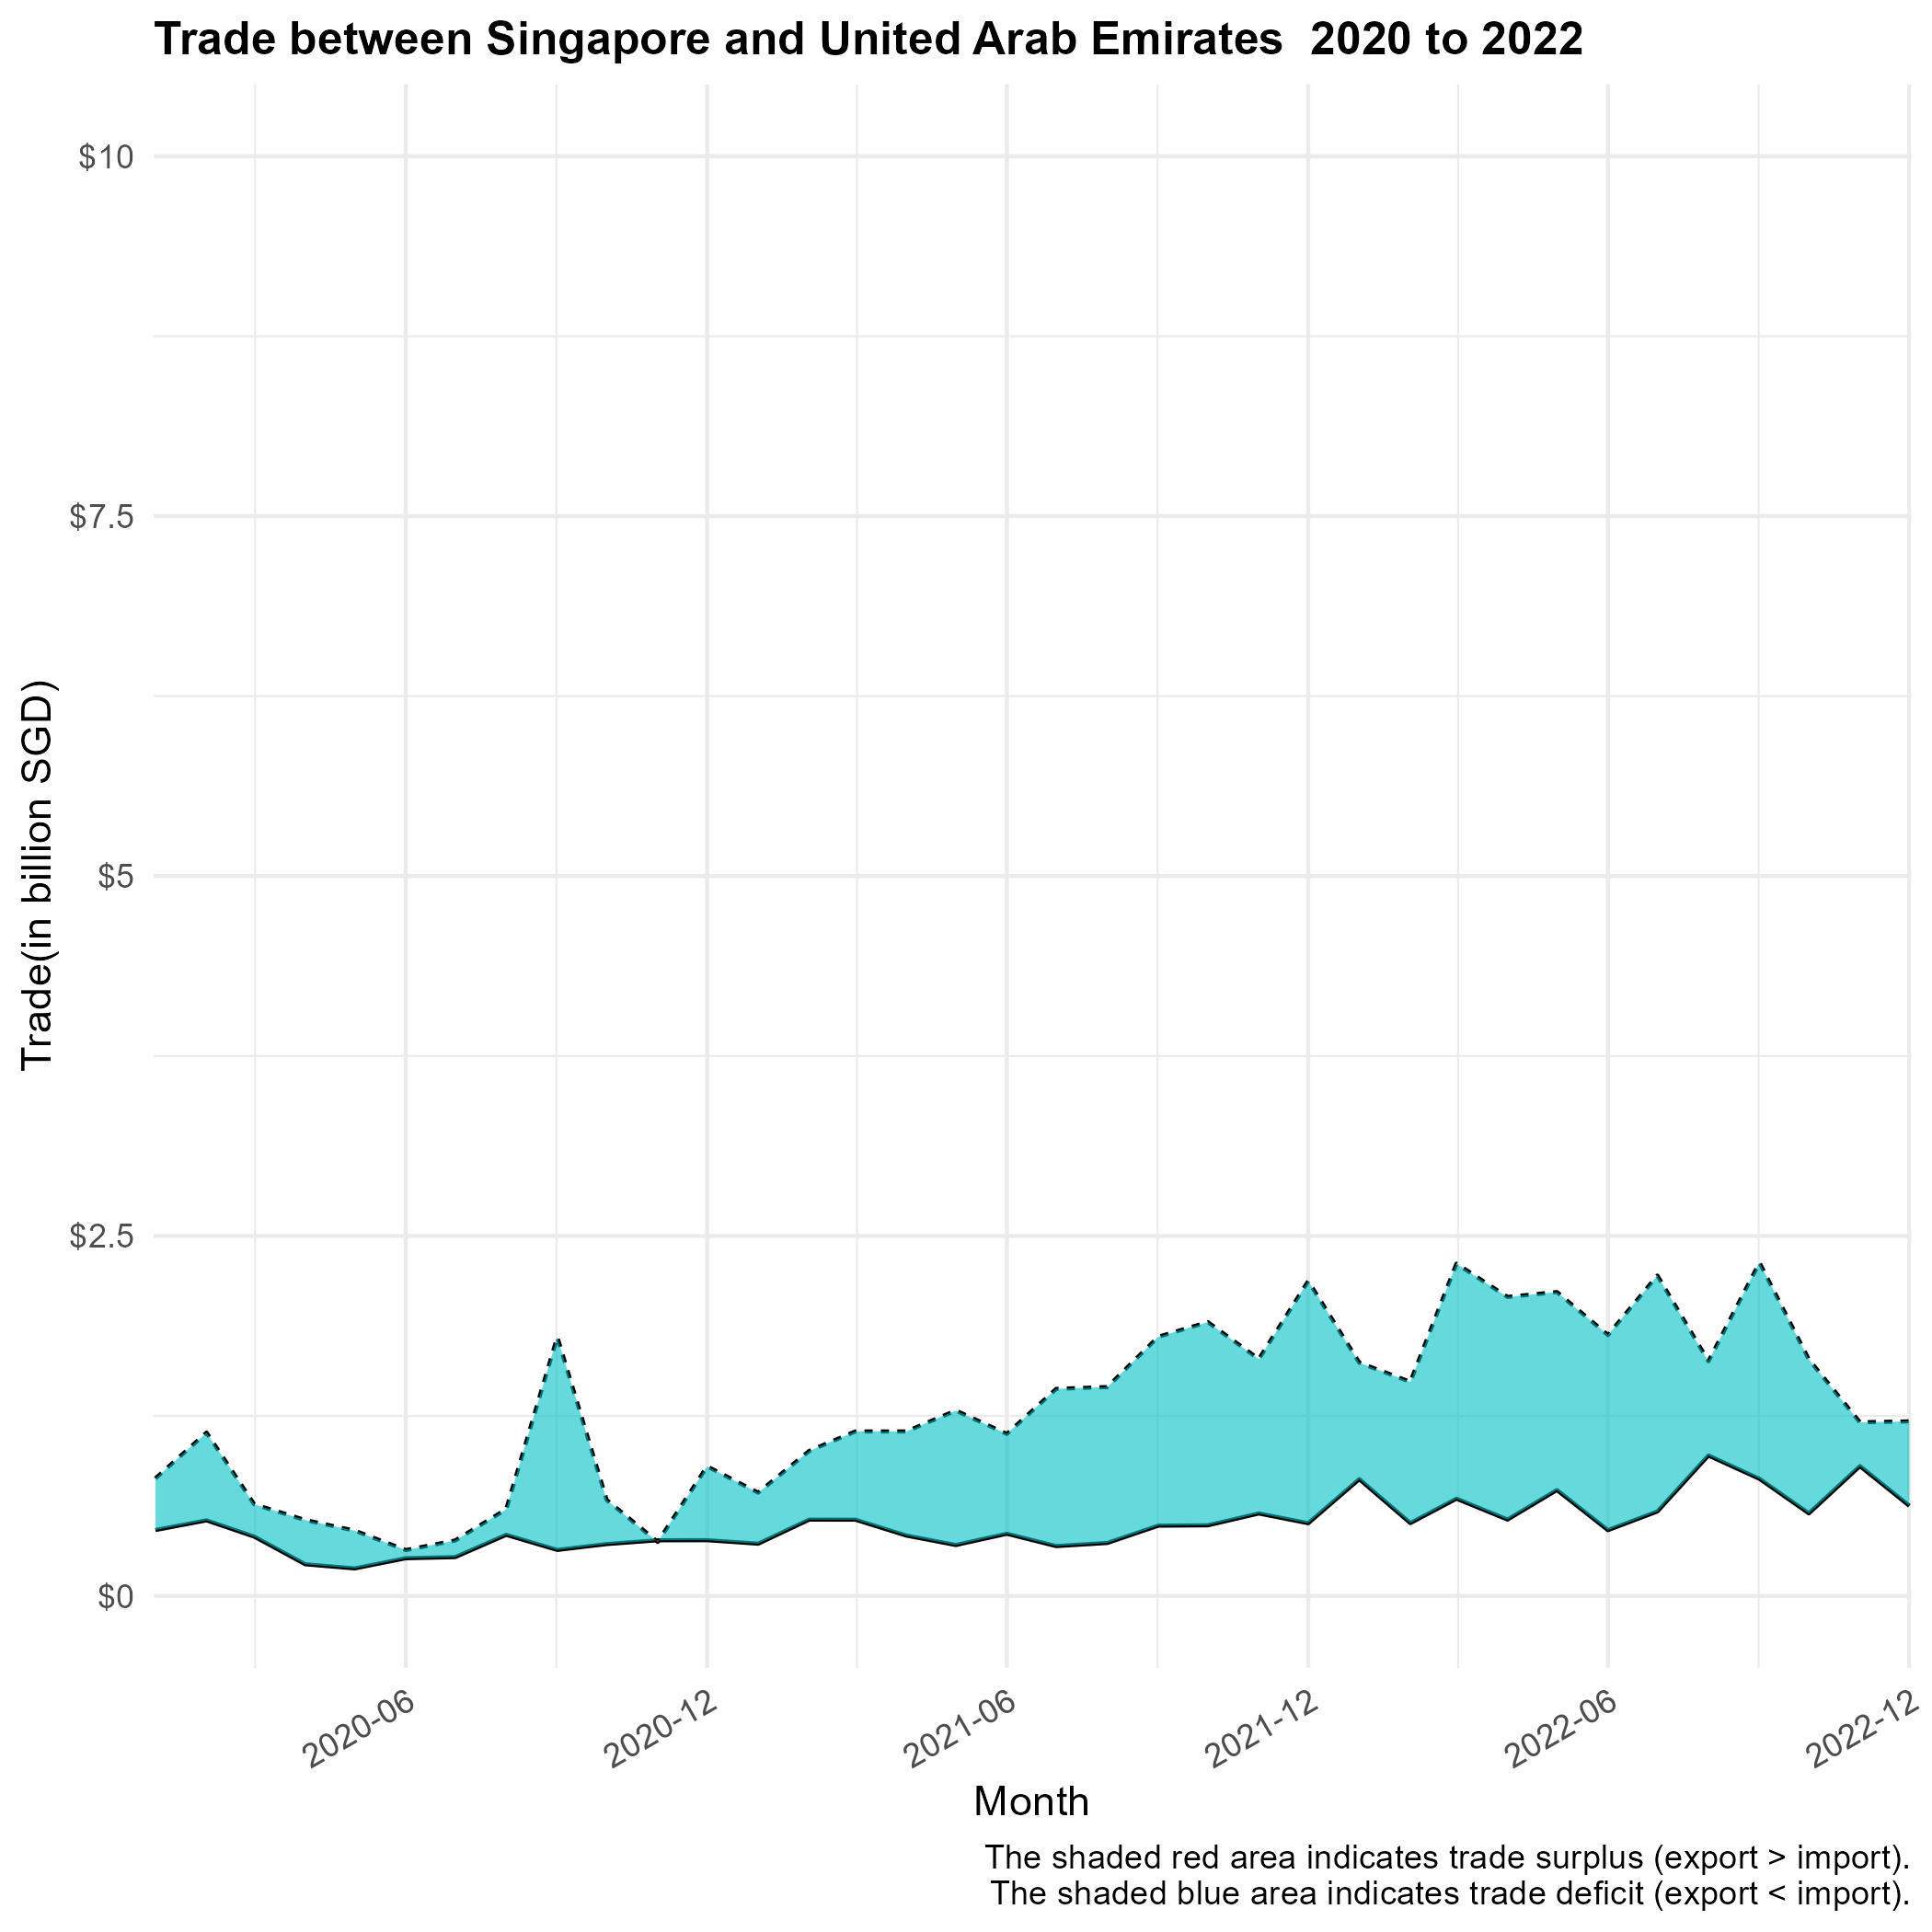 Trade between Singapore and United Arab Emirates  2020 to 2022
$10
$7.5
$5
$2.5
$0
Trade(in billion SGD)
2020-06
2020-12
2021-06
2021-12
2022-06
2022-12
Month
The shaded red area indicates trade surplus (export > import).
The shaded blue area indicates trade deficit (export < import).